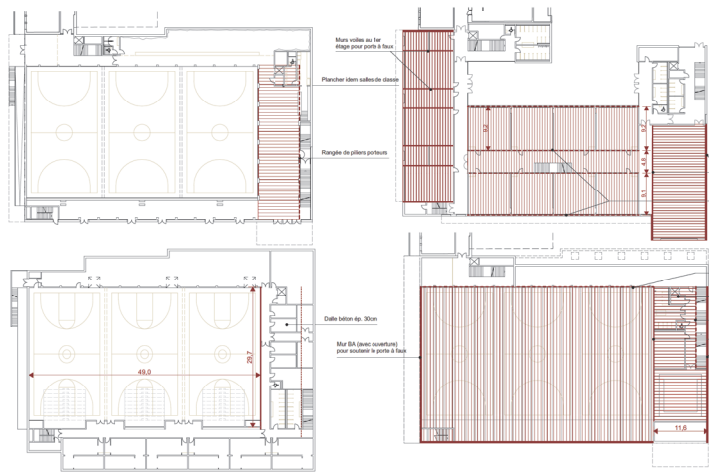 Murs voiles au 1er
étage pour porte à faux
Plancher idem salles de classe
Rangée de piliers porteurs
9,2
9,2
4,8
9,1
Dalle béton ép. 30cm
Mur BA (avec ouverture)
pour soutenir le porte à faux
49,0
29,7
11,6